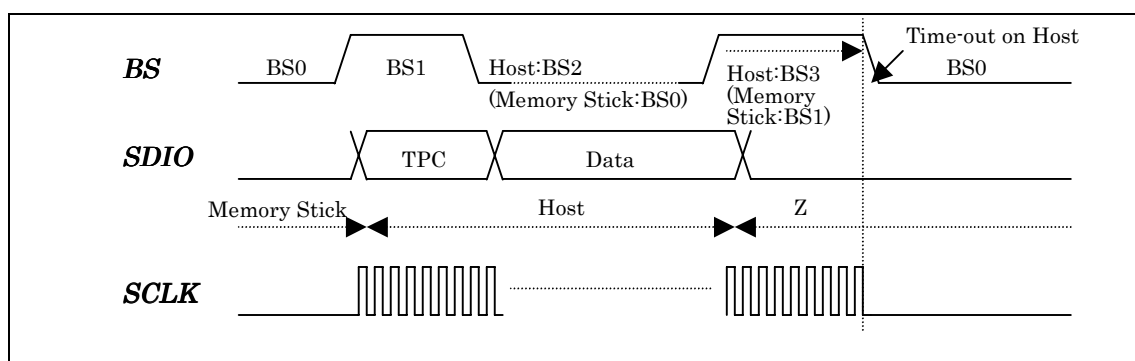 Time-out on Host
BS
BS0
BS1
Host:BS2
(Memory Stick:BS0)
Host:BS3
(Memory
Stick:BS1)
BS0
SDIO
TPC
Data
Memory Stick
Host
Z
SCLK